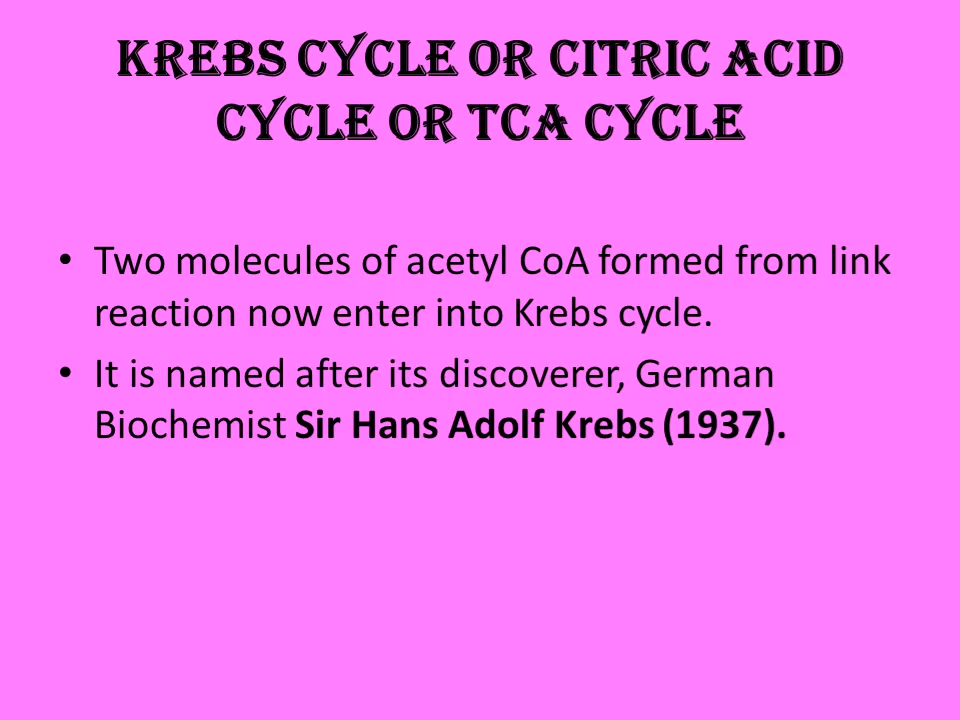 KREBS CYCLE OR CITRIC ACID
CYCLE OR TCA CYCLE
• Two molecules of acetyl CoA formed from link
reaction now enter into Krebs cycle.
• It is named after its discoverer, German
Biochemist Sir Hans Adolf Krebs (1937).